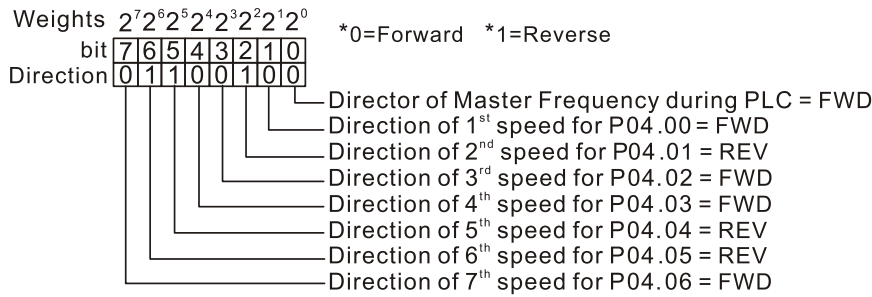 Weights 2⁷2⁶2⁵2⁴2³2²2¹2⁰ *0=Forward *1=Reverse
bit 7 6 5 4 3 2 1 0
Direction 0 1 1 0 0 1 0 0
Director of Master Frequency during PLC = FWD
Direction of 1st speed for P04.00 = FWD
Direction of 2nd speed for P04.01 = REV
Direction of 3rd speed for P04.02 = FWD
Direction of 4th speed for P04.03 = FWD
Direction of 5th speed for P04.04 = REV
Direction of 6th speed for P04.05 = REV
Direction of 7th speed for P04.06 = FWD